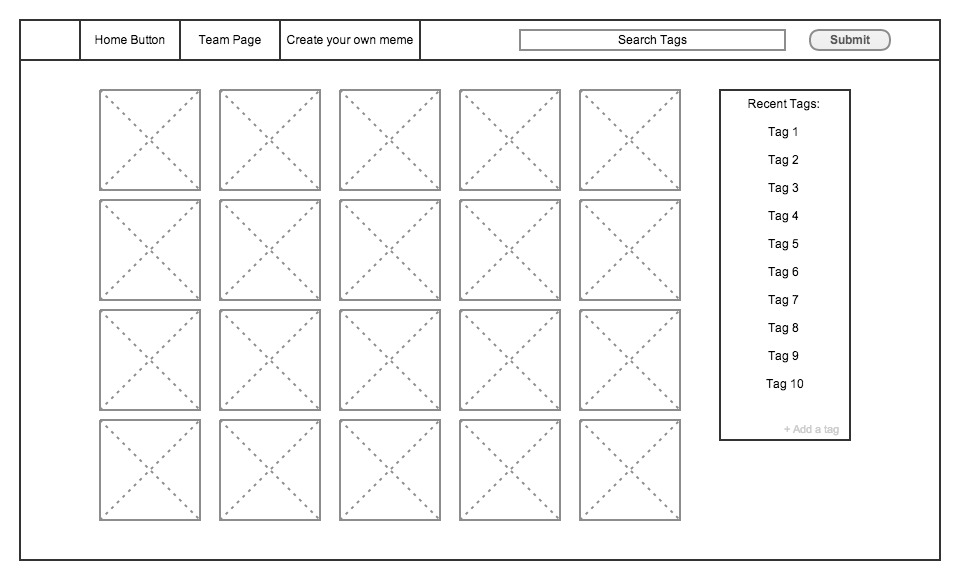 Home Button
Team Page
Create your own meme
Search Tags
Submit
Recent Tags:
Tag 1
Tag 2
Tag 3
Tag 4
Tag 5
Tag 6
Tag 7
Tag 8
Tag 9
Tag 10
+ Add a tag